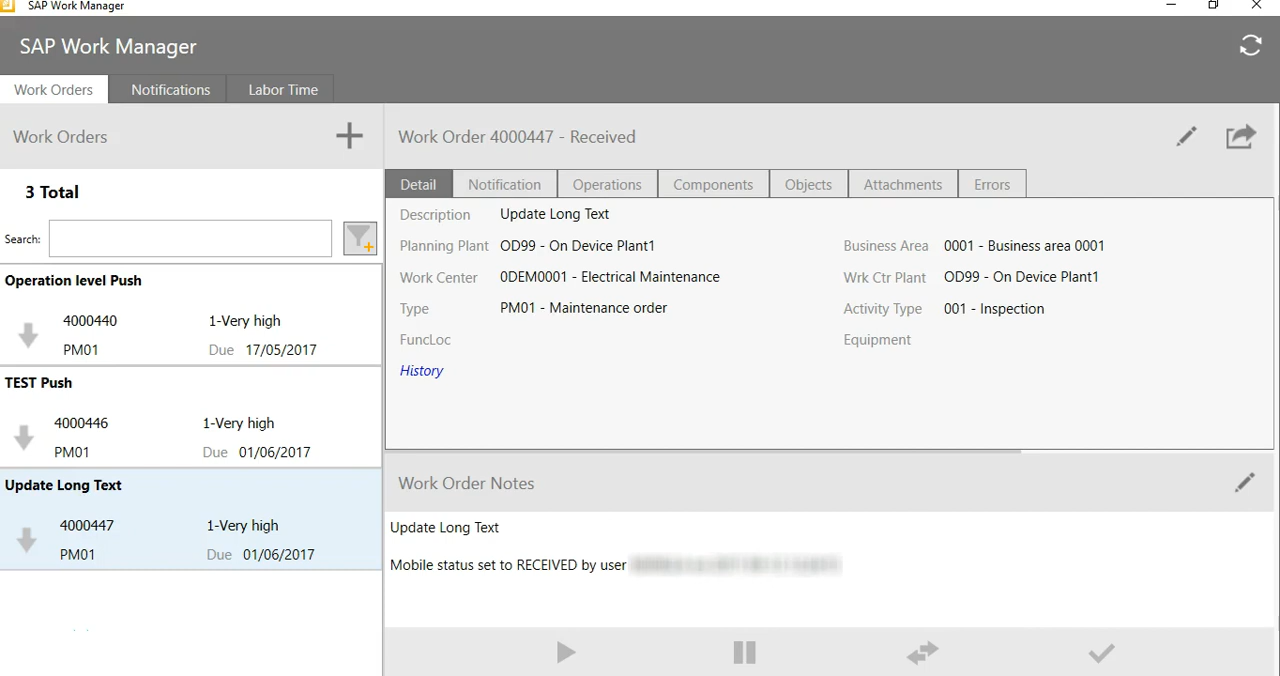 SAP Work Manager
SAP Work Manager
Work Orders Notifications Labor Time
Work Orders
3 Total
Search:
Operation level Push
4000440 1-Very high
PM01 Due 17/05/2017
TEST Push
4000446 1-Very high
PM01 Due 01/06/2017
Update Long Text
4000447 1-Very high
PM01 Due 01/06/2017
Work Order 4000447 - Received
Detail Notification Operations Components Objects Attachments Errors
Description Update Long Text
Planning Plant OD99 - On Device Plant1 Business Area 0001 - Business area 0001
Work Center 0DEM0001 - Electrical Maintenance Wrk Ctr Plant OD99 - On Device Plant1
Type PM01 - Maintenance order Activity Type 001 - Inspection
FuncLoc Equipment
History
Work Order Notes
Update Long Text
Mobile status set to RECEIVED by user